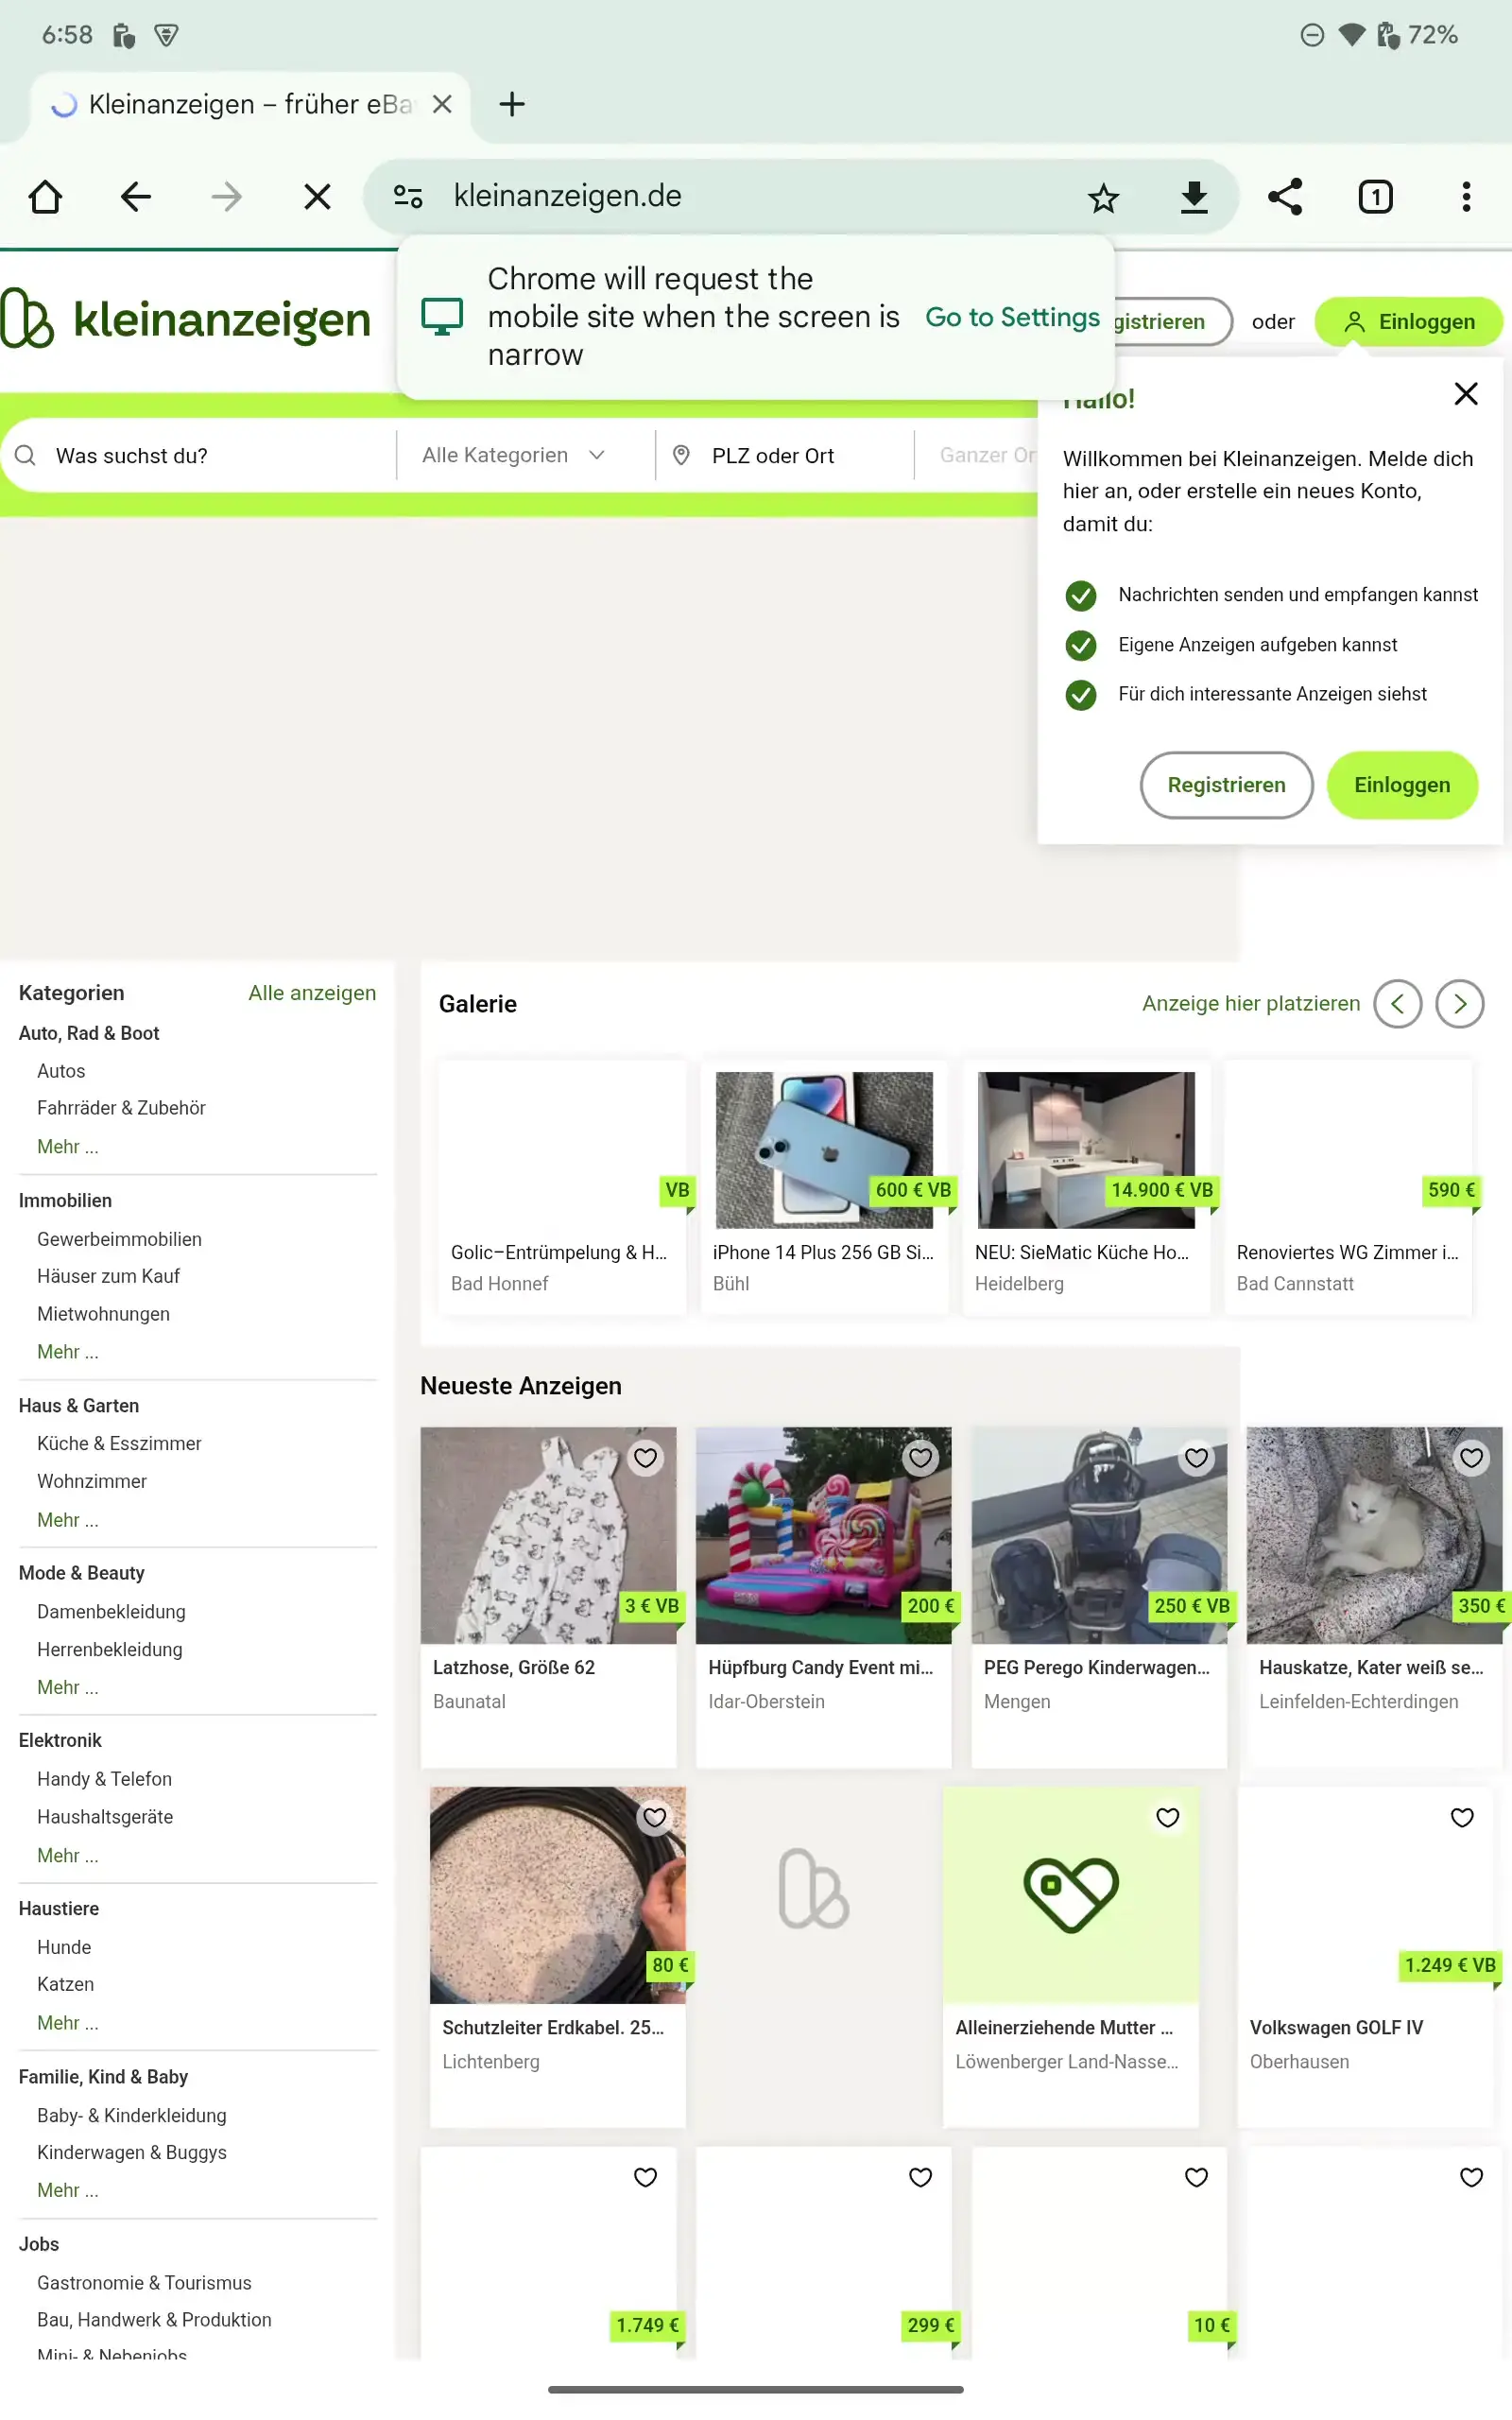 6:58
72%
Kleinanzeigen – früher eBa
kleinanzeigen.de
1
Chrome will request the
mobile site when the screen is
narrow
Go to Settings
kleinanzeigen
gistrieren
oder
Einloggen
Was suchst du?
Alle Kategorien
PLZ oder Ort
Ganzer Or
Hallo!
Willkommen bei Kleinanzeigen. Melde dich
hier an, oder erstelle ein neues Konto,
damit du:
Nachrichten senden und empfangen kannst
Eigene Anzeigen aufgeben kannst
Für dich interessante Anzeigen siehst
Registrieren
Einloggen
Kategorien
Alle anzeigen
Auto, Rad & Boot
Autos
Fahrräder & Zubehör
Mehr ...
Immobilien
Gewerbeimmobilien
Häuser zum Kauf
Mietwohnungen
Mehr ...
Haus & Garten
Küche & Esszimmer
Wohnzimmer
Mehr ...
Mode & Beauty
Damenbekleidung
Herrenbekleidung
Mehr ...
Elektronik
Handy & Telefon
Haushaltsgeräte
Mehr ...
Haustiere
Hunde
Katzen
Mehr ...
Familie, Kind & Baby
Baby- & Kinderkleidung
Kinderwagen & Buggys
Mehr ...
Jobs
Gastronomie & Tourismus
Bau, Handwerk & Produktion
Mini- & Nebenjobs
Galerie
Anzeige hier platzieren
VB
Golic–Entrümpelung & H...
Bad Honnef
600 € VB
iPhone 14 Plus 256 GB Si...
Bühl
14.900 € VB
NEU: SieMatic Küche Ho...
Heidelberg
590 €
Renoviertes WG Zimmer i...
Bad Cannstatt
Neueste Anzeigen
3 € VB
Latzhose, Größe 62
Baunatal
200 €
Hüpfburg Candy Event mi...
Idar-Oberstein
250 € VB
PEG Perego Kinderwagen...
Mengen
350 €
Hauskatze, Kater weiß se...
Leinfelden-Echterdingen
80 €
Schutzleiter Erdkabel. 25...
Lichtenberg
Alleinerziehende Mutter ...
Löwenberger Land-Nasse...
1.249 € VB
Volkswagen GOLF IV
Oberhausen
1.749 €
299 €
10 €